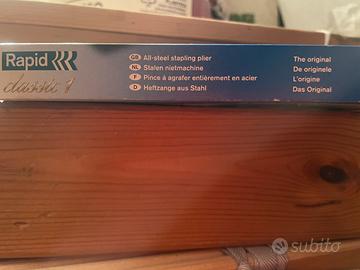 Rapid
classic 1
GB All-steel stapling plier
NL Stalen nietmachine
F Pince à agrafer entièrement en acier
D Heftzange aus Stahl
The original
De originele
L'origine
Das Original
subito